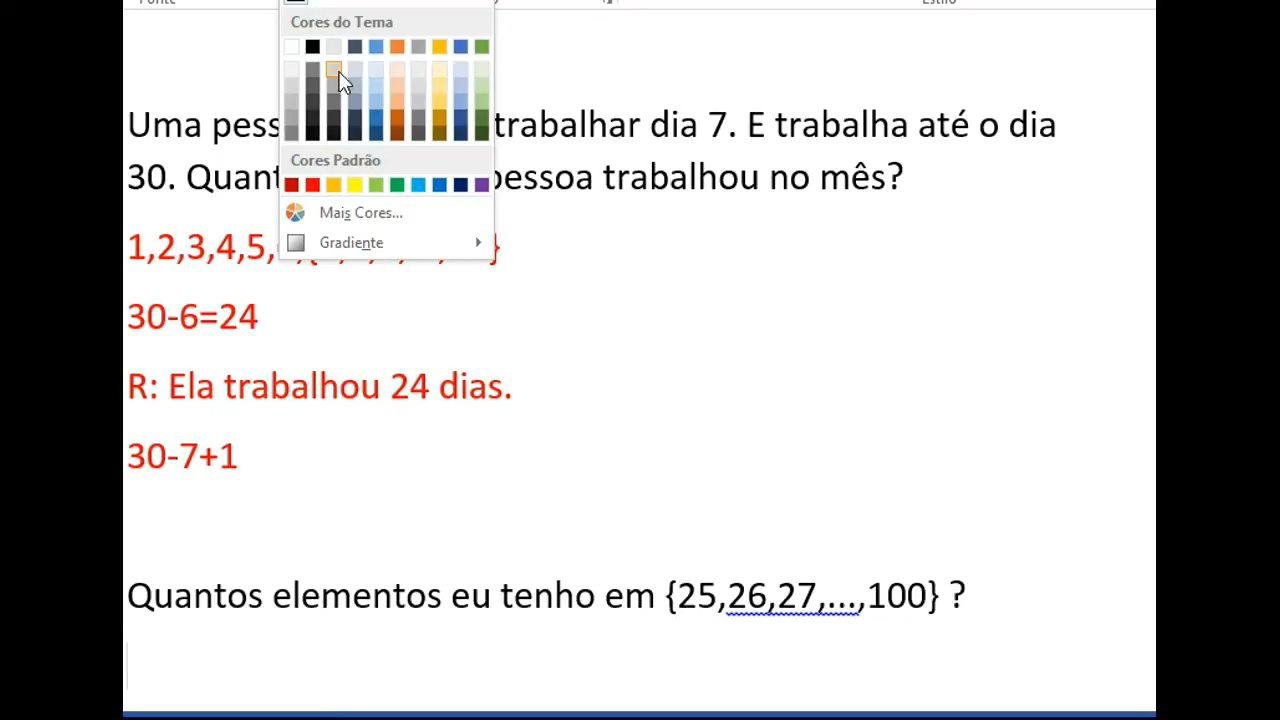 Fonte
Estilo
Cores do Tema
Uma trabalhar dia 7. E trabalha até o dia
Cores Padrão
30. pessoa trabalhou no mês?
Mais Cores...
1,2,3,4,5, }
Gradiente
30-6=24
R: Ela trabalhou 24 dias.
30-7+1
Quantos elementos eu tenho em {25,26,27,...,100} ?